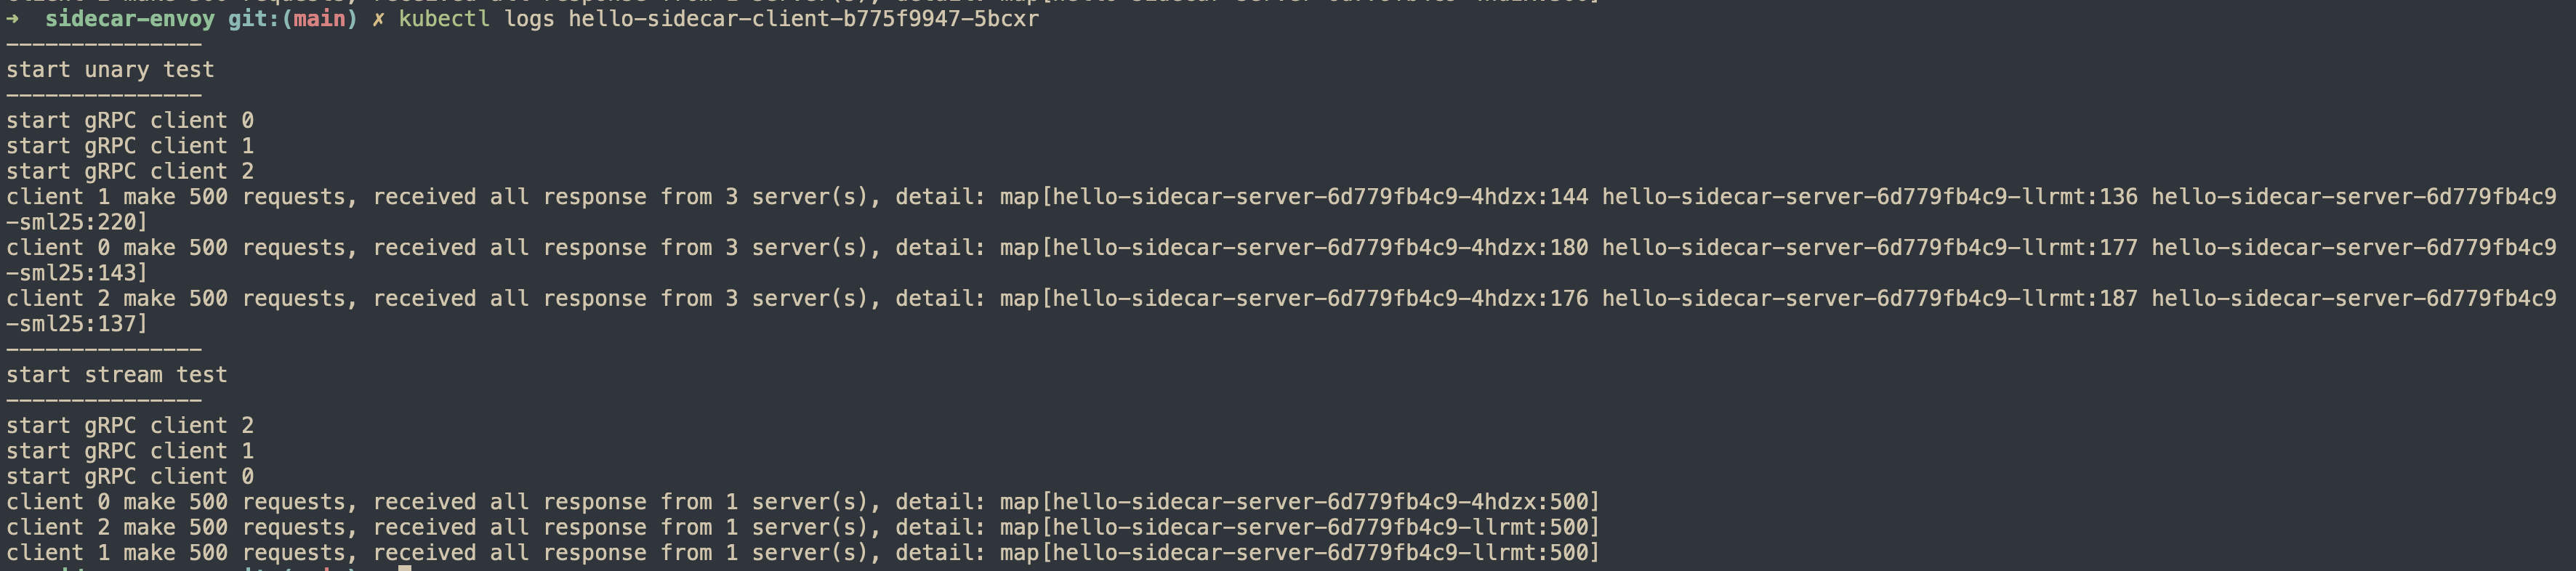 ➜  sidecar-envoy git:(main) ✗ kubectl logs hello-sidecar-client-b775f9947-5bcxr
———————————————
start unary test
———————————————
start gRPC client 0
start gRPC client 1
start gRPC client 2
client 1 make 500 requests, received all response from 3 server(s), detail: map[hello-sidecar-server-6d779fb4c9-4hdzx:144 hello-sidecar-server-6d779fb4c9-llrmt:136 hello-sidecar-server-6d779fb4c9
-sml25:220]
client 0 make 500 requests, received all response from 3 server(s), detail: map[hello-sidecar-server-6d779fb4c9-4hdzx:180 hello-sidecar-server-6d779fb4c9-llrmt:177 hello-sidecar-server-6d779fb4c9
-sml25:143]
client 2 make 500 requests, received all response from 3 server(s), detail: map[hello-sidecar-server-6d779fb4c9-4hdzx:176 hello-sidecar-server-6d779fb4c9-llrmt:187 hello-sidecar-server-6d779fb4c9
-sml25:137]
———————————————
start stream test
———————————————
start gRPC client 2
start gRPC client 1
start gRPC client 0
client 0 make 500 requests, received all response from 1 server(s), detail: map[hello-sidecar-server-6d779fb4c9-4hdzx:500]
client 2 make 500 requests, received all response from 1 server(s), detail: map[hello-sidecar-server-6d779fb4c9-llrmt:500]
client 1 make 500 requests, received all response from 1 server(s), detail: map[hello-sidecar-server-6d779fb4c9-llrmt:500]